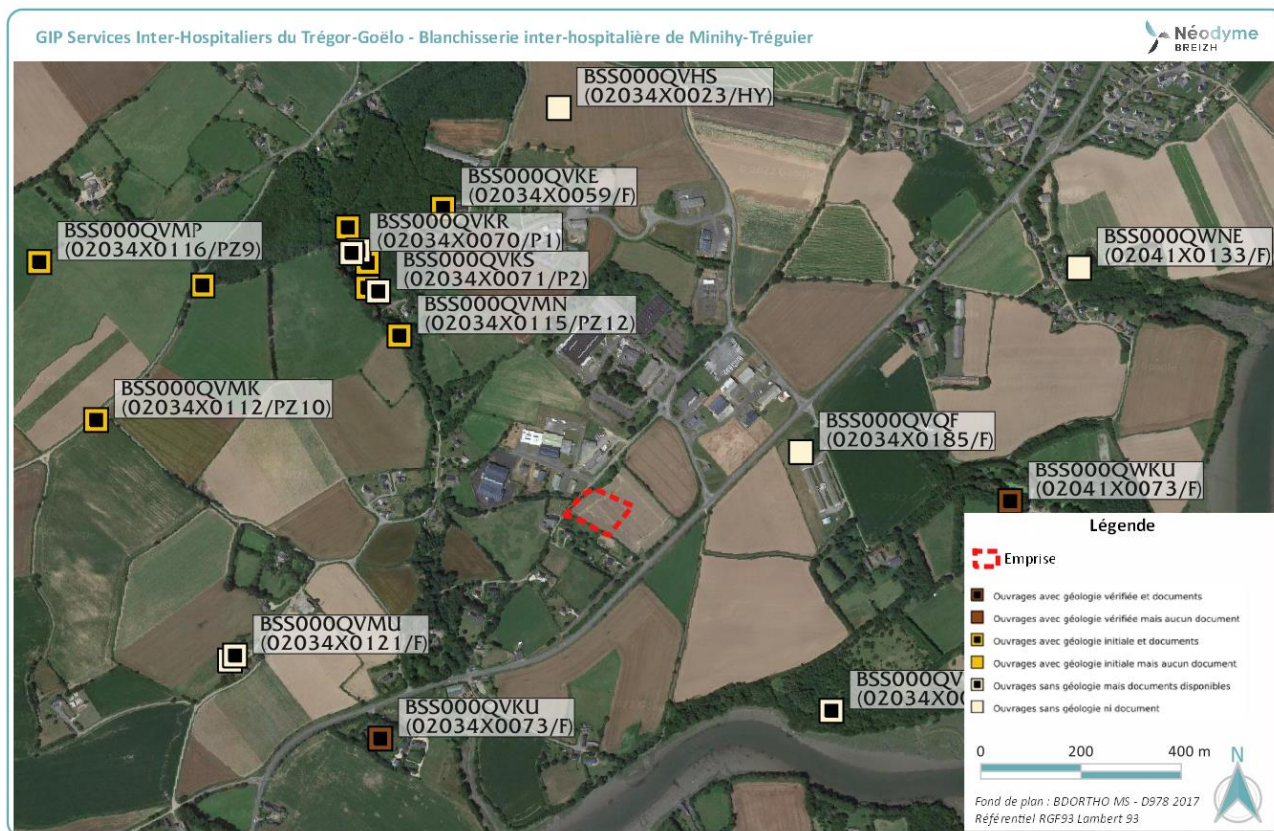 GIP Services Inter-Hospitaliers du Trégor-Goëlo - Blanchisserie inter-hospitalière de Minihy-Tréguier
Néodyme
BREIZH
BSS000QVHS
(02034X0023/HY)
BSS000QVKE
(02034X0059/F)
BSS000QVMP
(02034X0116/PZ9)
BSS000QVKR
(02034X0070/P1)
BSS000QVKS
(02034X0071/P2)
BSS000QWNE
(02041X0133/F)
BSS000QVMN
(02034X0115/PZ12)
BSS000QVMK
(02034X0112/PZ10)
BSS000QVQF
(02034X0185/F)
BSS000QWKU
(02041X0073/F)
BSS000QVMU
(02034X0121/F)
BSS000QV
(02034X00
BSS000QVKU
(02034X0073/F)
Légende
Emprise
Ouvrages avec géologie vérifiée et documents
Ouvrages avec géologie vérifiée mais aucun document
Ouvrages avec géologie initiale et documents
Ouvrages avec géologie initiale mais aucun document
Ouvrages sans géologie mais documents disponibles
Ouvrages sans géologie ni document
0 200 400 m
N
Fond de plan : BDORTHO MS - D978 2017
Référentiel RGF93 Lambert 93